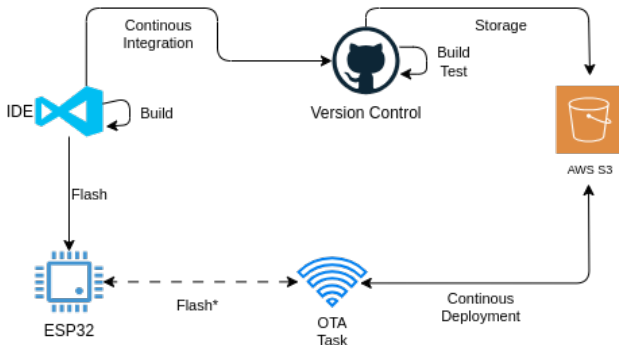 Continous
Integration
Storage
Build
Test
IDE
Build
Version Control
AWS S3
Flash
Flash*
Continous
Deployment
ESP32
OTA
Task